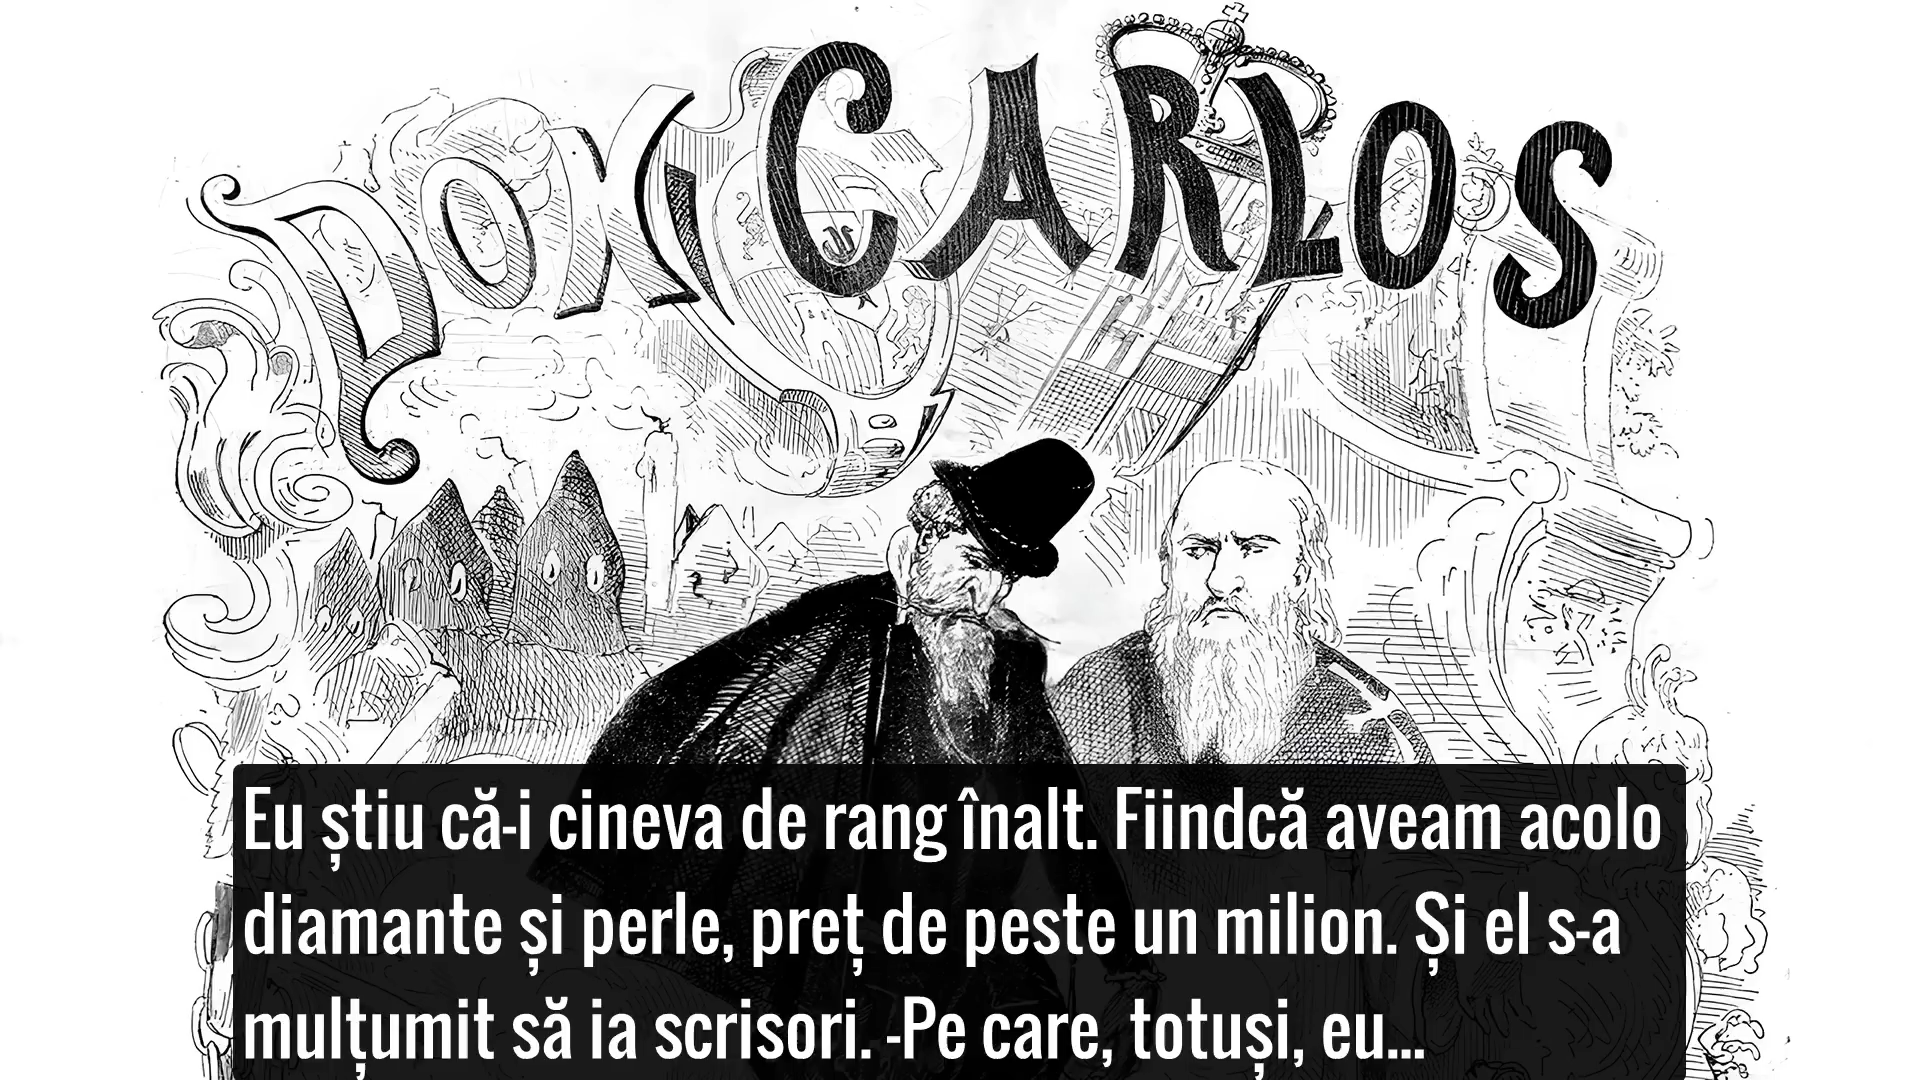 DON CARLOS
Eu știu că-i cineva de rang înalt. Fiindcă aveam acolo
diamante și perle, preț de peste un milion. Și el s-a
mulțumit să ia scrisori. -Pe care, totuși, eu...